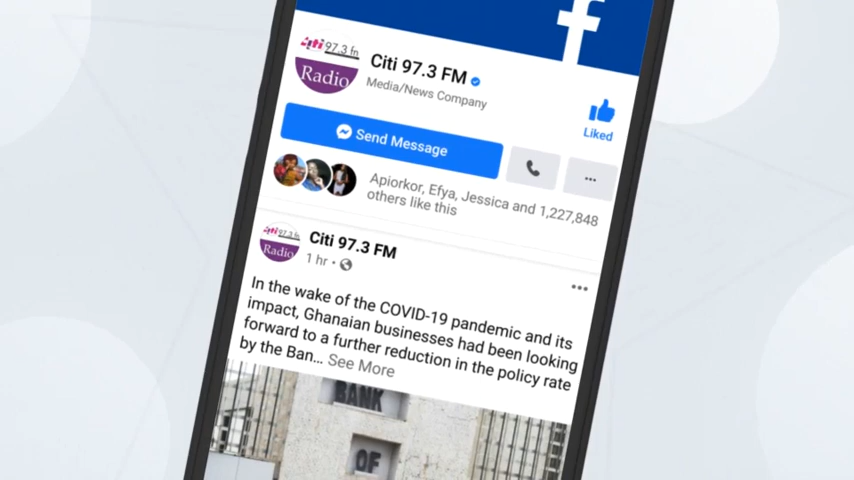 f
citi 97.3 fm
Radio
Citi 97.3 FM
Media/News Company
Liked
Send Message
Apiorkor, Efya, Jessica and 1,227,848
others like this
citi 97.3 fm
Radio
Citi 97.3 FM
1 hr
In the wake of the COVID-19 pandemic and its
impact, Ghanaian businesses had been looking
forward to a further reduction in the policy rate
by the Ban... See More
BANK
OF